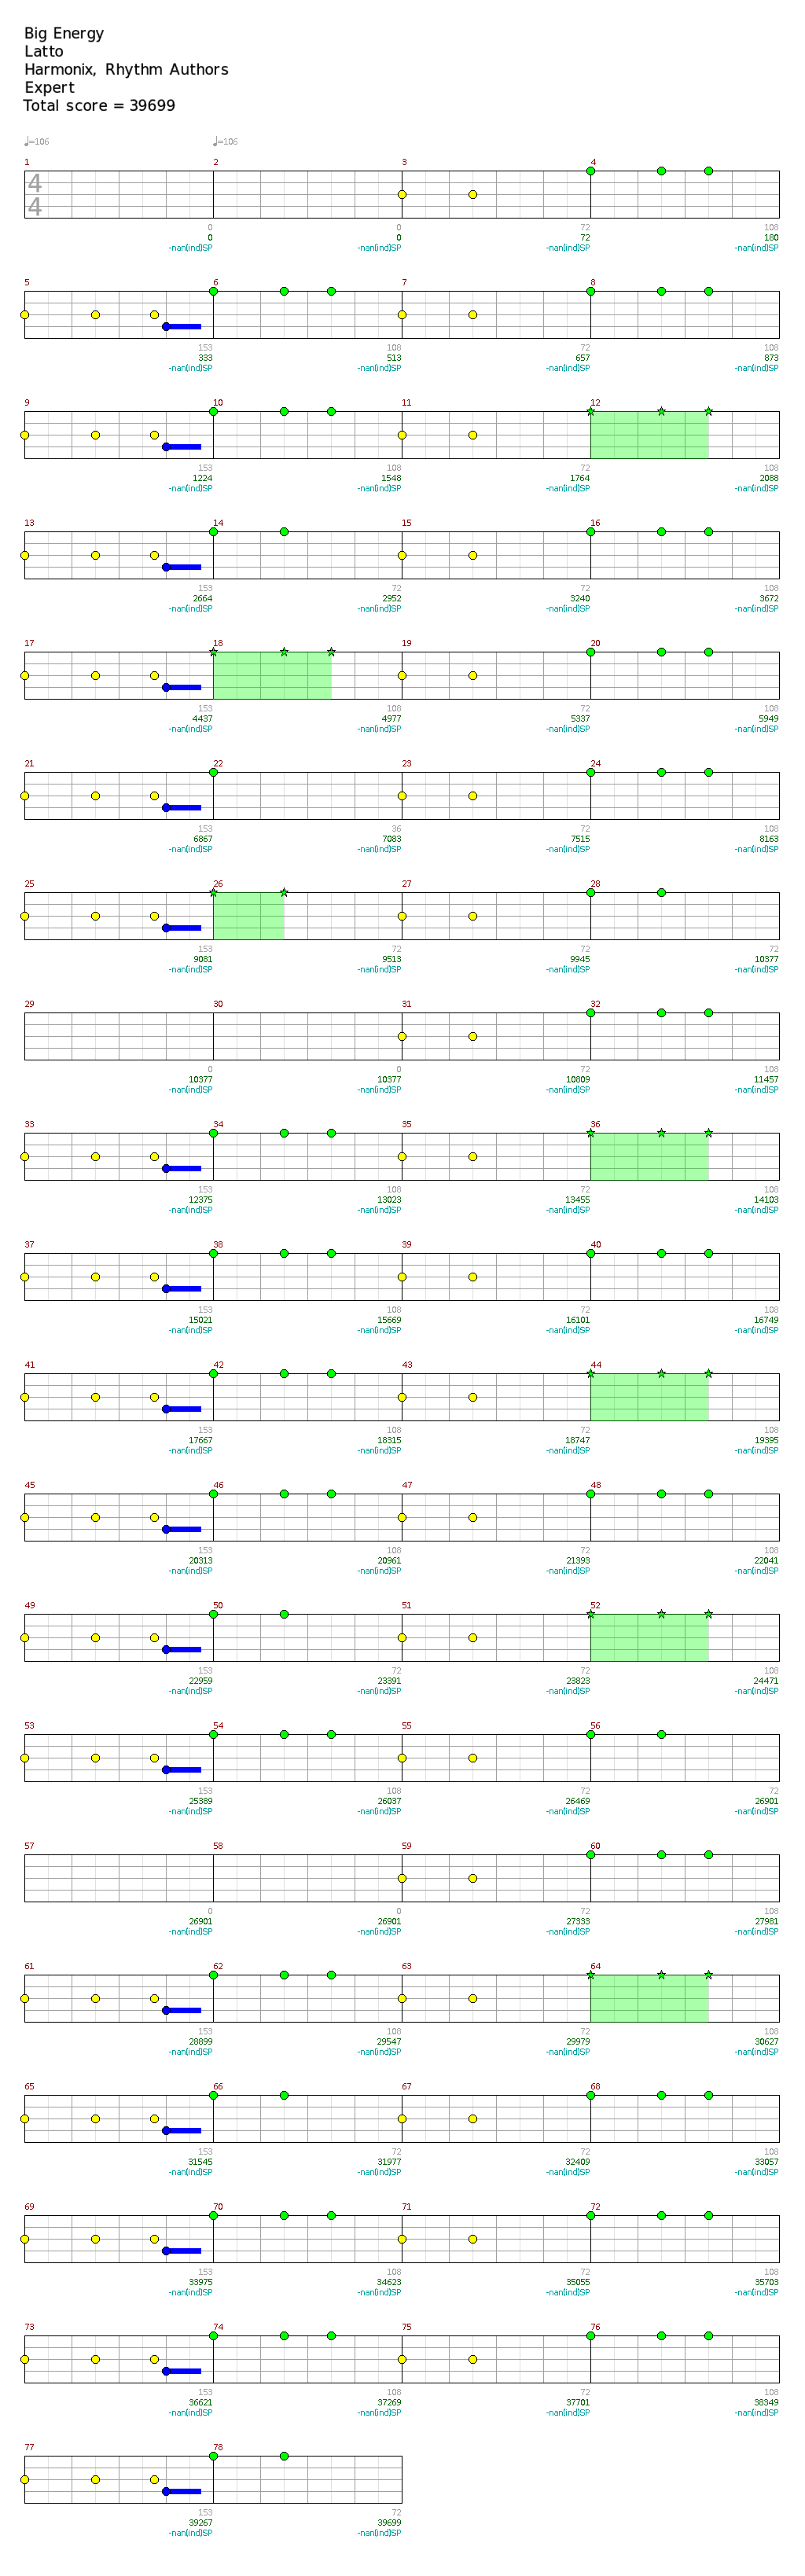 Big Energy
Latto
Harmonix, Rhythm Authors
Expert
Total score = 39699
♩=106 ♩=106
1 2 3 4
4
4
0 0 72 108
0 0 72 180
-nan(ind)SP -nan(ind)SP -nan(ind)SP -nan(ind)SP
5 6 7 8
153 108 72 108
333 513 657 873
-nan(ind)SP -nan(ind)SP -nan(ind)SP -nan(ind)SP
9 10 11 12
153 108 72 108
1224 1548 1764 2088
-nan(ind)SP -nan(ind)SP -nan(ind)SP -nan(ind)SP
13 14 15 16
153 72 72 108
2664 2952 3240 3672
-nan(ind)SP -nan(ind)SP -nan(ind)SP -nan(ind)SP
17 18 19 20
153 108 72 108
4437 4977 5337 5949
-nan(ind)SP -nan(ind)SP -nan(ind)SP -nan(ind)SP
21 22 23 24
153 36 72 108
6867 7083 7515 8163
-nan(ind)SP -nan(ind)SP -nan(ind)SP -nan(ind)SP
25 26 27 28
153 72 72 72
9081 9513 9945 10377
-nan(ind)SP -nan(ind)SP -nan(ind)SP -nan(ind)SP
29 30 31 32
0 0 72 108
10377 10377 10809 11457
-nan(ind)SP -nan(ind)SP -nan(ind)SP -nan(ind)SP
33 34 35 36
153 108 72 108
12375 13023 13455 14103
-nan(ind)SP -nan(ind)SP -nan(ind)SP -nan(ind)SP
37 38 39 40
153 108 72 108
15021 15669 16101 16749
-nan(ind)SP -nan(ind)SP -nan(ind)SP -nan(ind)SP
41 42 43 44
153 108 72 108
17667 18315 18747 19395
-nan(ind)SP -nan(ind)SP -nan(ind)SP -nan(ind)SP
45 46 47 48
153 108 72 108
20313 20961 21393 22041
-nan(ind)SP -nan(ind)SP -nan(ind)SP -nan(ind)SP
49 50 51 52
153 72 72 108
22959 23391 23823 24471
-nan(ind)SP -nan(ind)SP -nan(ind)SP -nan(ind)SP
53 54 55 56
153 108 72 72
25389 26037 26469 26901
-nan(ind)SP -nan(ind)SP -nan(ind)SP -nan(ind)SP
57 58 59 60
0 0 72 108
26901 26901 27333 27981
-nan(ind)SP -nan(ind)SP -nan(ind)SP -nan(ind)SP
61 62 63 64
153 108 72 108
28899 29547 29979 30627
-nan(ind)SP -nan(ind)SP -nan(ind)SP -nan(ind)SP
65 66 67 68
153 72 72 108
31545 31977 32409 33057
-nan(ind)SP -nan(ind)SP -nan(ind)SP -nan(ind)SP
69 70 71 72
153 108 72 108
33975 34623 35055 35703
-nan(ind)SP -nan(ind)SP -nan(ind)SP -nan(ind)SP
73 74 75 76
153 108 72 108
36621 37269 37701 38349
-nan(ind)SP -nan(ind)SP -nan(ind)SP -nan(ind)SP
77 78
153 72
39267 39699
-nan(ind)SP -nan(ind)SP